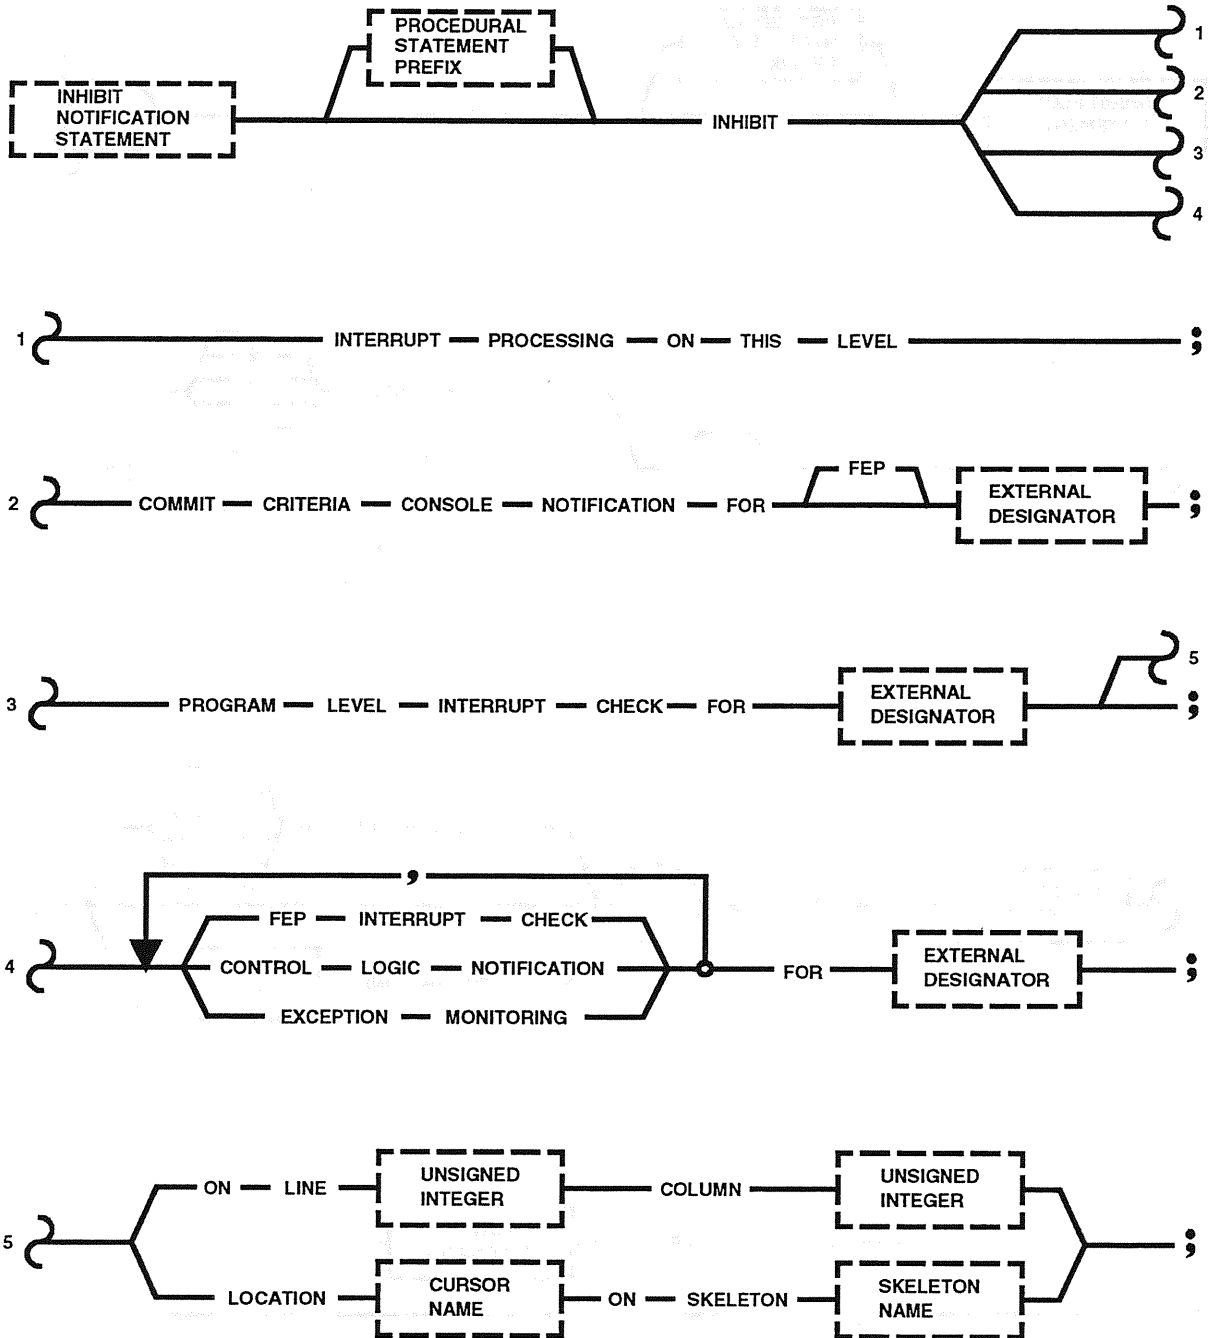 PROCEDURAL
STATEMENT
PREFIX
INHIBIT
NOTIFICATION
STATEMENT
INHIBIT
1
2
3
4
1 INTERRUPT PROCESSING ON THIS LEVEL ;
2 COMMIT CRITERIA CONSOLE NOTIFICATION FOR
FEP
EXTERNAL
DESIGNATOR
;
3 PROGRAM LEVEL INTERRUPT CHECK FOR
EXTERNAL
DESIGNATOR
5
;
,
4
FEP INTERRUPT CHECK
CONTROL LOGIC NOTIFICATION
EXCEPTION MONITORING
FOR
EXTERNAL
DESIGNATOR
;
5
ON LINE
UNSIGNED
INTEGER
COLUMN
UNSIGNED
INTEGER
LOCATION
CURSOR
NAME
ON SKELETON
SKELETON
NAME
;